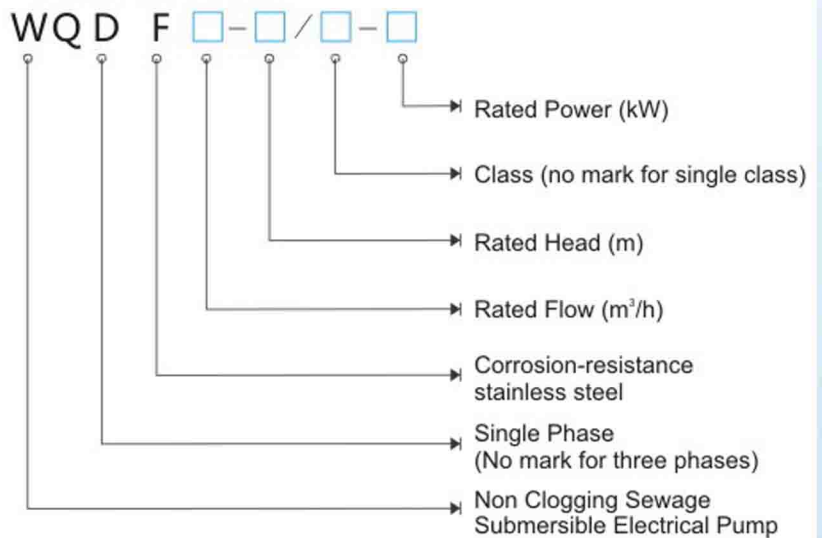 WQ D F □-□/□-□
Rated Power (kW)
Class (no mark for single class)
Rated Head (m)
Rated Flow (m³/h)
Corrosion-resistance
stainless steel
Single Phase
(No mark for three phases)
Non Clogging Sewage
Submersible Electrical Pump